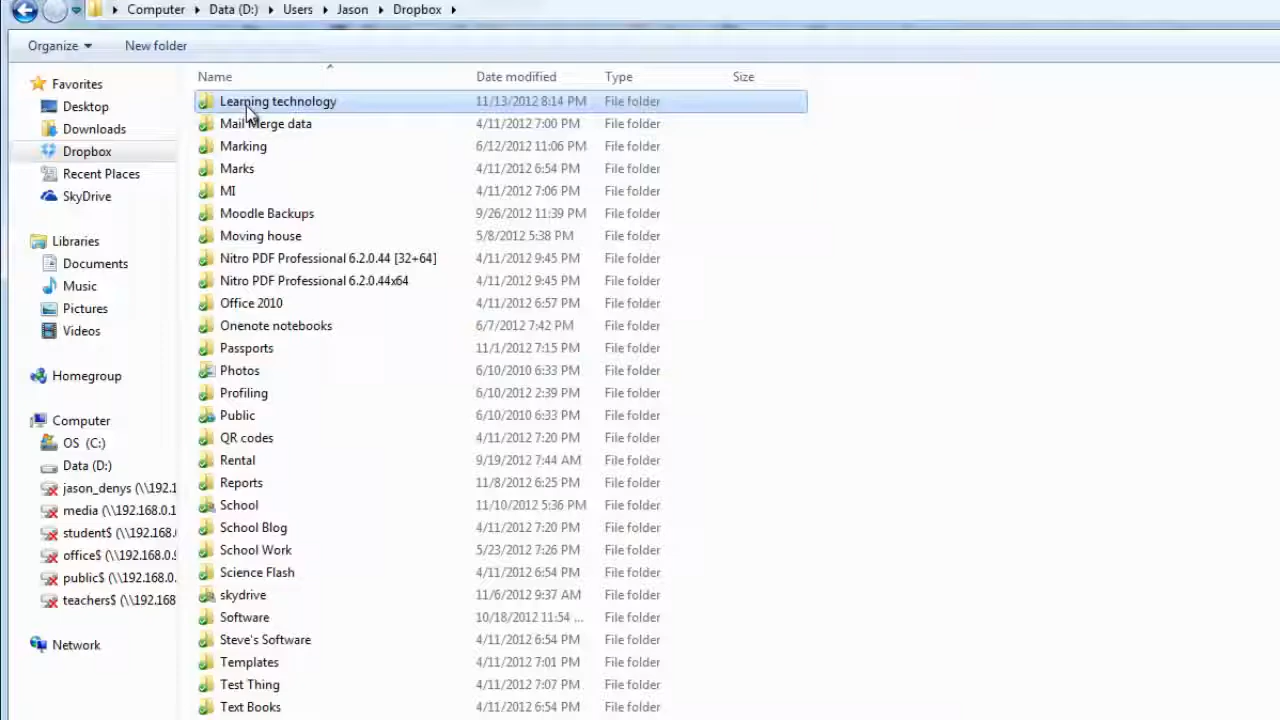 Computer Data (D:) Users Jason Dropbox
Organize New folder
Name Date modified Type Size
Favorites
Desktop
Downloads
Dropbox
Recent Places
SkyDrive
Libraries
Documents
Music
Pictures
Videos
Homegroup
Computer
OS (C:)
Data (D:)
jason_denys (\\192.1
media (\\192.168.0.1
student$ (\\192.168.0
office$ (\\192.168.0.9
public$ (\\192.168.0.
teachers$ (\\192.168
Network
Learning technology 11/13/2012 8:14 PM File folder
Mail Merge data 4/11/2012 7:00 PM File folder
Marking 6/12/2012 11:06 PM File folder
Marks 4/11/2012 6:54 PM File folder
MI 4/11/2012 7:06 PM File folder
Moodle Backups 9/26/2012 11:39 PM File folder
Moving house 5/8/2012 5:38 PM File folder
Nitro PDF Professional 6.2.0.44 [32+64] 4/11/2012 9:45 PM File folder
Nitro PDF Professional 6.2.0.44x64 4/11/2012 9:45 PM File folder
Office 2010 4/11/2012 6:57 PM File folder
Onenote notebooks 6/7/2012 7:42 PM File folder
Passports 11/1/2012 7:15 PM File folder
Photos 6/10/2010 6:33 PM File folder
Profiling 6/10/2012 2:39 PM File folder
Public 6/10/2010 6:33 PM File folder
QR codes 4/11/2012 7:20 PM File folder
Rental 9/19/2012 7:44 AM File folder
Reports 11/8/2012 6:25 PM File folder
School 11/10/2012 5:36 PM File folder
School Blog 4/11/2012 7:20 PM File folder
School Work 5/23/2012 7:26 PM File folder
Science Flash 4/11/2012 6:54 PM File folder
skydrive 11/6/2012 9:37 AM File folder
Software 10/18/2012 11:54 ... File folder
Steve's Software 4/11/2012 6:54 PM File folder
Templates 4/11/2012 7:01 PM File folder
Test Thing 4/11/2012 7:07 PM File folder
Text Books 4/11/2012 6:54 PM File folder